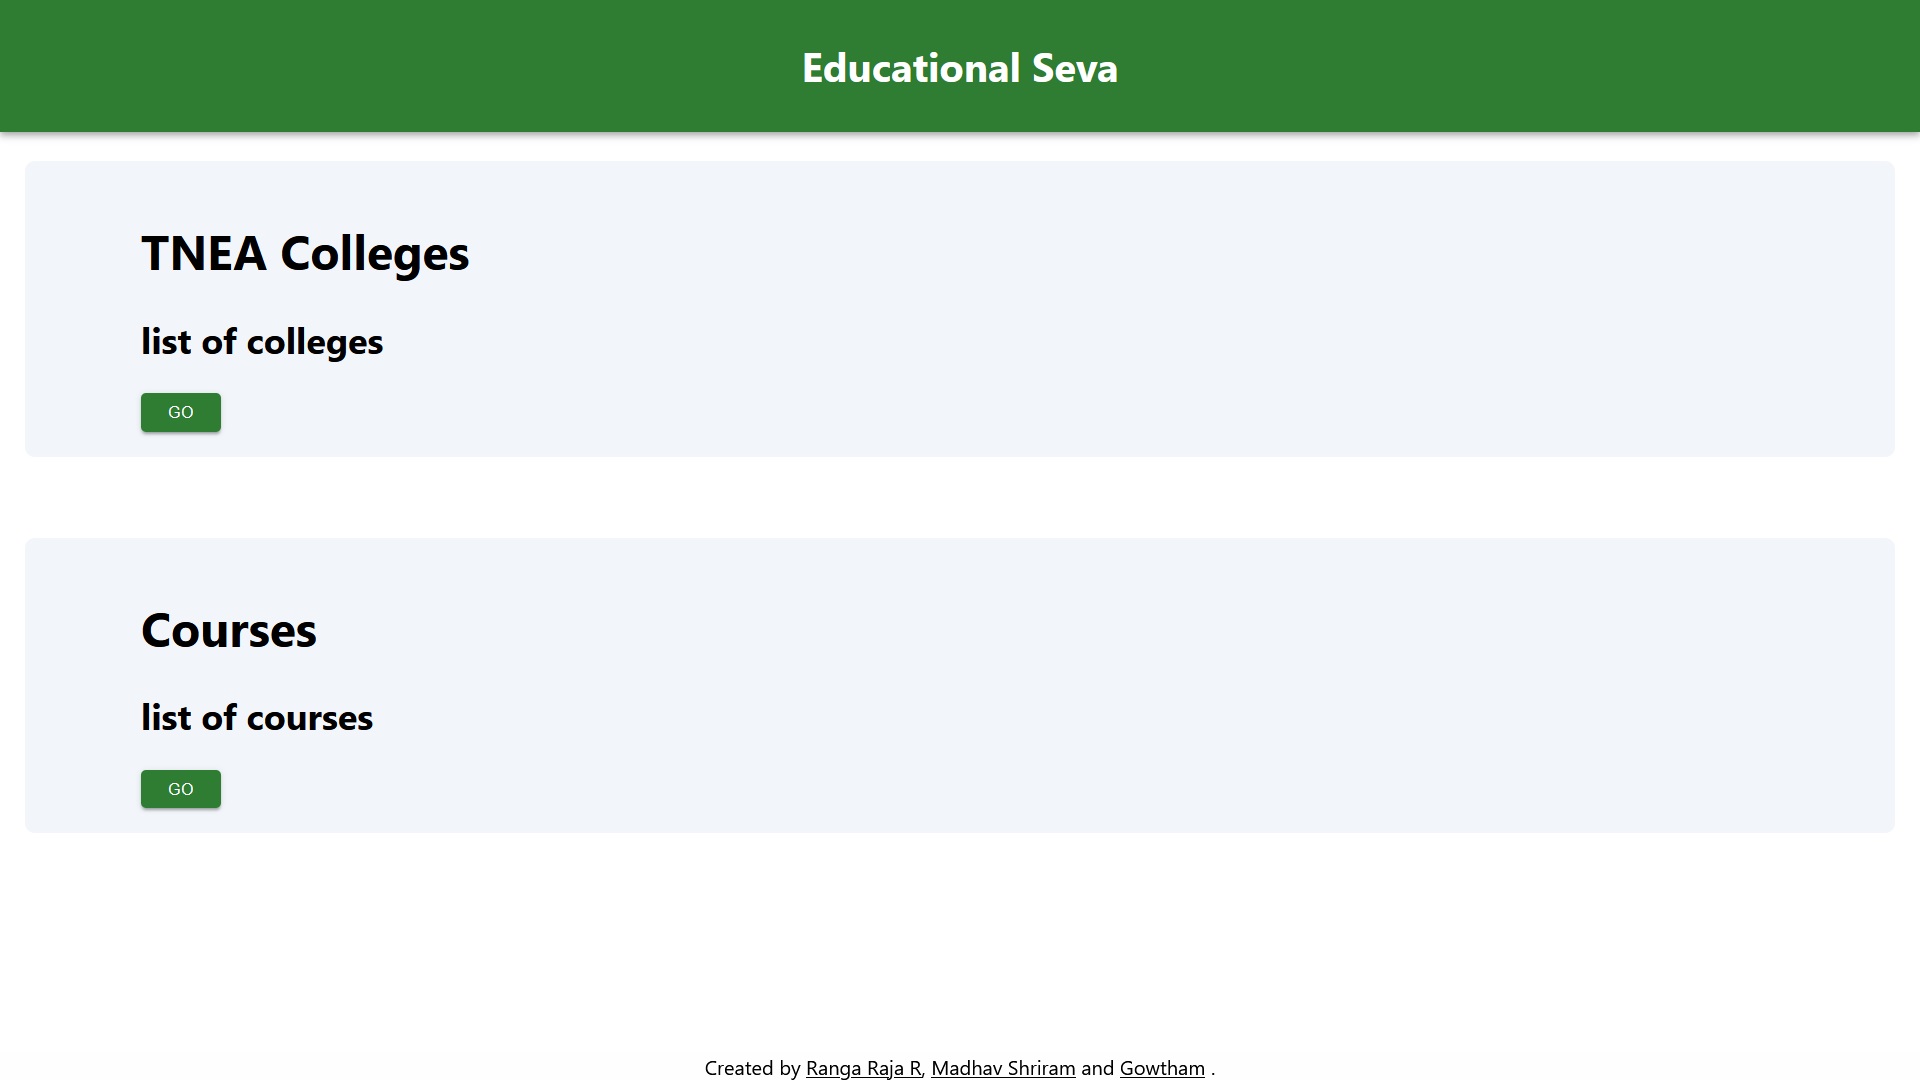 Educational Seva
TNEA Colleges
list of colleges
GO
Courses
list of courses
GO
Created by Ranga Raja R, Madhav Shriram and Gowtham .